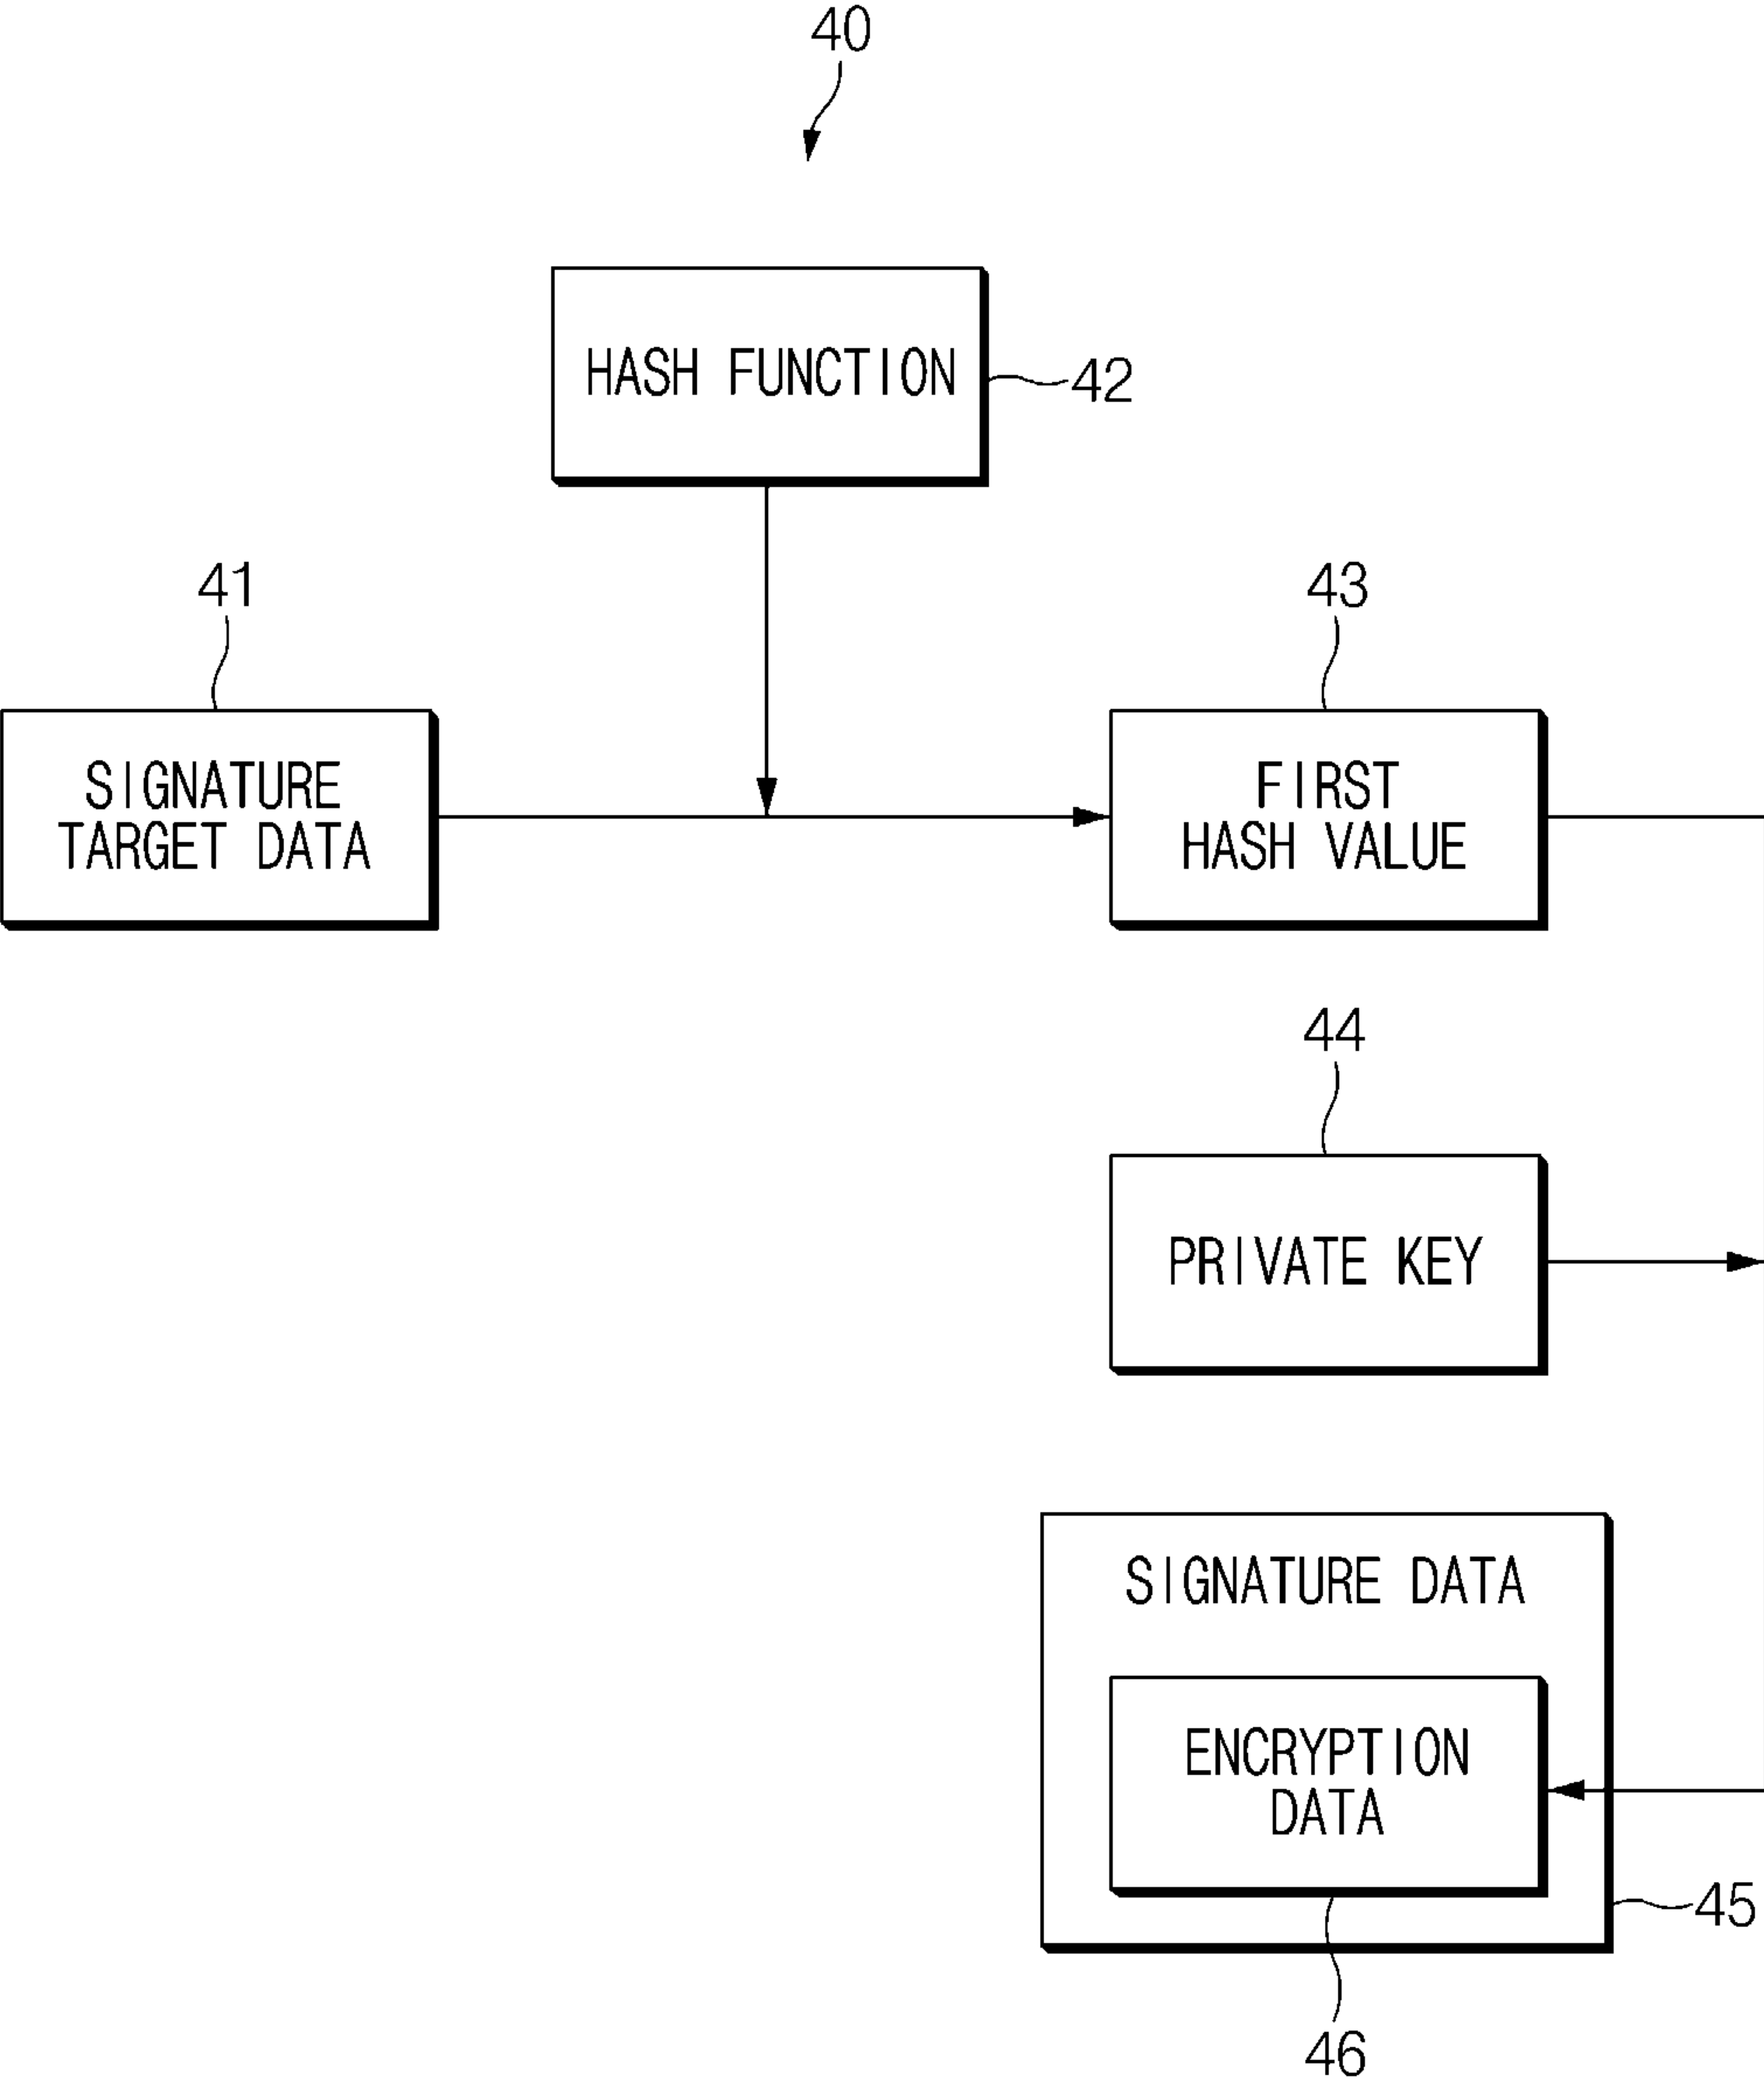 40
HASH FUNCTION
42
41
43
SIGNATURE
TARGET DATA
FIRST
HASH VALUE
44
PRIVATE KEY
SIGNATURE DATA
ENCRYPTION
DATA
45
46